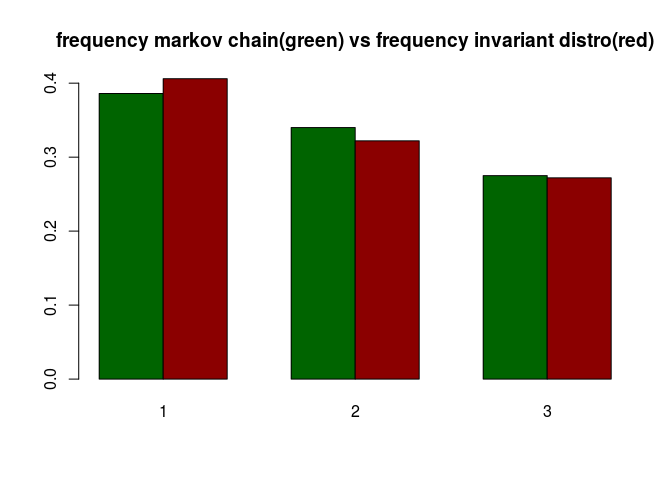 frequency markov chain(green) vs frequency invariant distro(red)
0.4
0.3
0.2
0.1
0.0
1 2 3